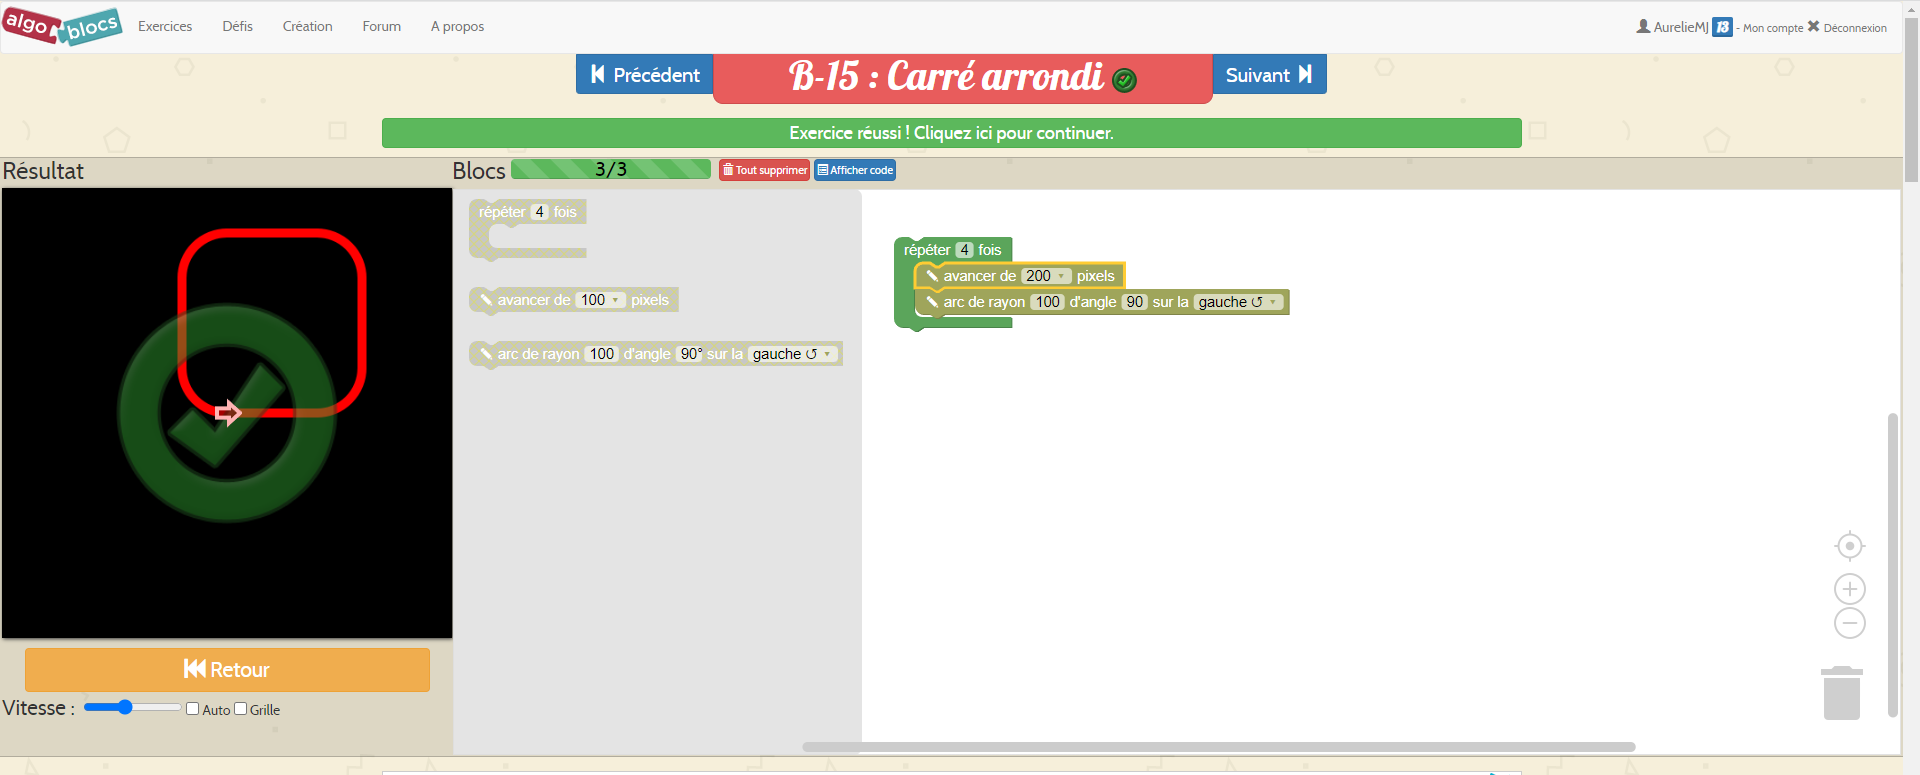 algo blocs
Exercices Défis Création Forum A propos
AurelieMJ 13 - Mon compte Déconnexion
Précédent
B-15 : Carré arrondi
Suivant
Exercice réussi ! Cliquez ici pour continuer.
Résultat
Blocs 3/3 Tout supprimer Afficher code
répéter 4 fois
avancer de 100 pixels
arc de rayon 100 d'angle 90° sur la gauche ↺
répéter 4 fois
avancer de 200 pixels
arc de rayon 100 d'angle 90 sur la gauche ↺
Retour
Vitesse : Auto Grille